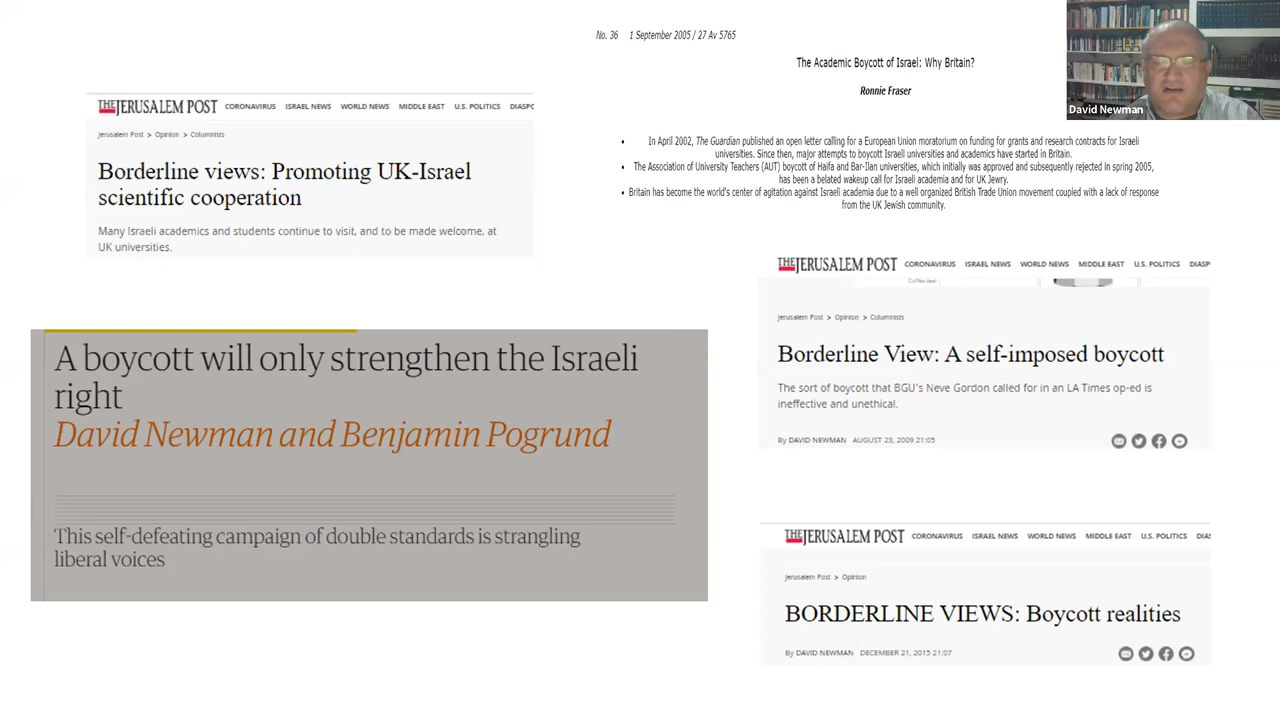 No. 36 1 September 2005 / 27 Av 5765
The Academic Boycott of Israel: Why Britain?
Ronnie Fraser
David Newman
• In April 2002, The Guardian published an open letter calling for a European Union moratorium on funding for grants and research contracts for Israeli
universities. Since then, major attempts to boycott Israeli universities and academics have started in Britain.
• The Association of University Teachers (AUT) boycott of Haifa and Bar-Ilan universities, which initially was approved and subsequently rejected in spring 2005,
has been a belated wakeup call for Israeli academia and for UK Jewry.
• Britain has become the world's center of agitation against Israeli academia due to a well organized British Trade Union movement coupled with a lack of response
from the UK Jewish community.
THE JERUSALEM POST CORONAVIRUS ISRAEL NEWS WORLD NEWS MIDDLE EAST U.S. POLITICS DIASPC
Jerusalem Post > Opinion > Columnists
Borderline views: Promoting UK-Israel
scientific cooperation
Many Israeli academics and students continue to visit, and to be made welcome, at
UK universities.
THE JERUSALEM POST CORONAVIRUS ISRAEL NEWS WORLD NEWS MIDDLE EAST U.S. POLITICS DIASP
Jerusalem Post > Opinion > Columnists
Borderline View: A self-imposed boycott
The sort of boycott that BGU's Neve Gordon called for in an LA Times op-ed is
ineffective and unethical.
By DAVID NEWMAN AUGUST 23, 2009 21:05
A boycott will only strengthen the Israeli
right
David Newman and Benjamin Pogrund
This self-defeating campaign of double standards is strangling
liberal voices
THE JERUSALEM POST CORONAVIRUS ISRAEL NEWS WORLD NEWS MIDDLE EAST U.S. POLITICS DIA
Jerusalem Post > Opinion
BORDERLINE VIEWS: Boycott realities
By DAVID NEWMAN DECEMBER 21, 2015 21:07